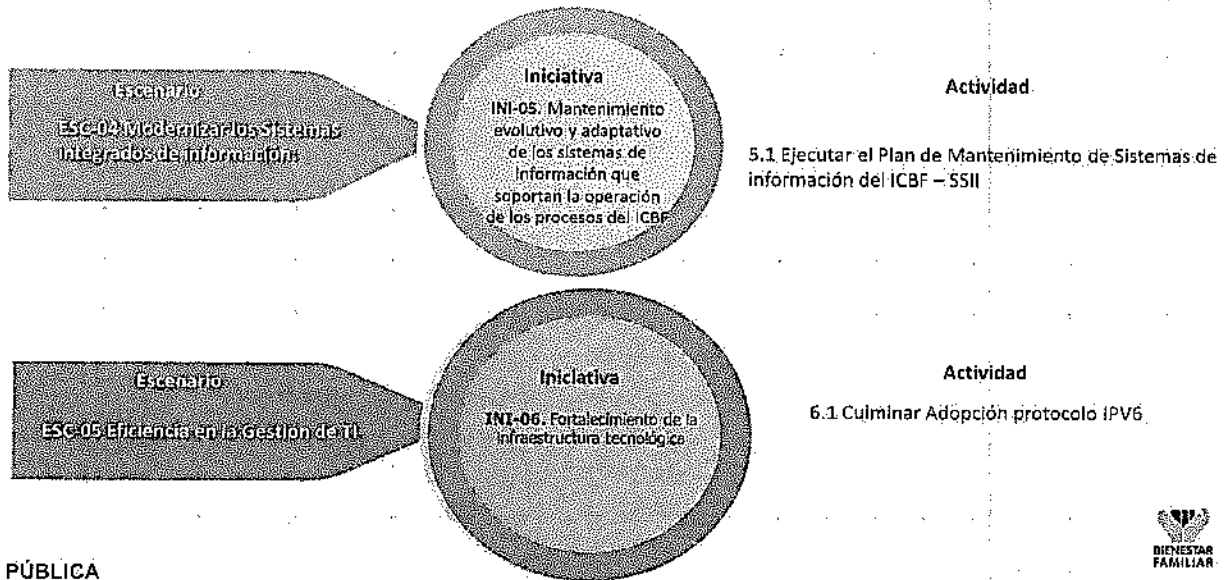 Escenario
ESC-04 Modernizar los Sistemas
Integrados de información.
Iniciativa
INI-05. Mantenimiento
evolutivo y adaptativo
de los sistemas de
información que
soportan la operación
de los procesos del ICBF
Actividad
5.1 Ejecutar el Plan de Mantenimiento de Sistemas de
información del ICBF – SSII
Escenario
ESC-05 Eficiencia en la Gestión de TI.
Iniciativa
INI-06. Fortalecimiento de la
infraestructura tecnológica
Actividad
6.1 Culminar Adopción protocolo IPV6
PÚBLICA
BIENESTAR
FAMILIAR